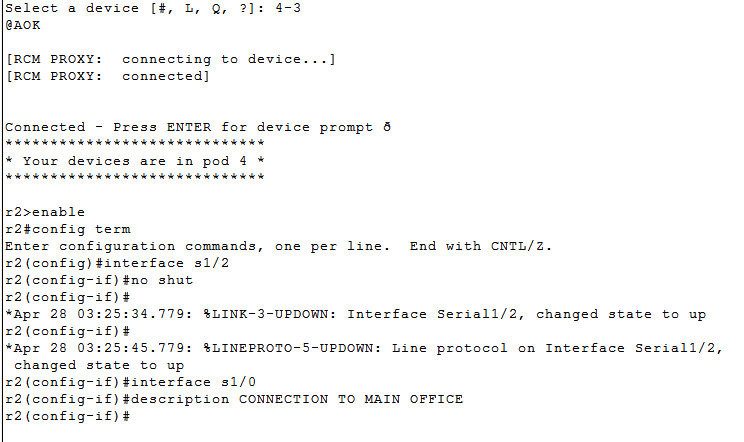 Select a device [#, L, Q, ?]: 4-3
@AOK
[RCM PROXY:  connecting to device...]
[RCM PROXY:  connected]
Connected - Press ENTER for device prompt ð
*****************************
* Your devices are in pod 4 *
*****************************
r2>enable
r2#config term
Enter configuration commands, one per line.  End with CNTL/Z.
r2(config)#interface s1/2
r2(config-if)#no shut
r2(config-if)#
*Apr 28 03:25:34.779: %LINK-3-UPDOWN: Interface Serial1/2, changed state to up
r2(config-if)#
*Apr 28 03:25:45.779: %LINEPROTO-5-UPDOWN: Line protocol on Interface Serial1/2,
 changed state to up
r2(config-if)#interface s1/0
r2(config-if)#description CONNECTION TO MAIN OFFICE
r2(config-if)#